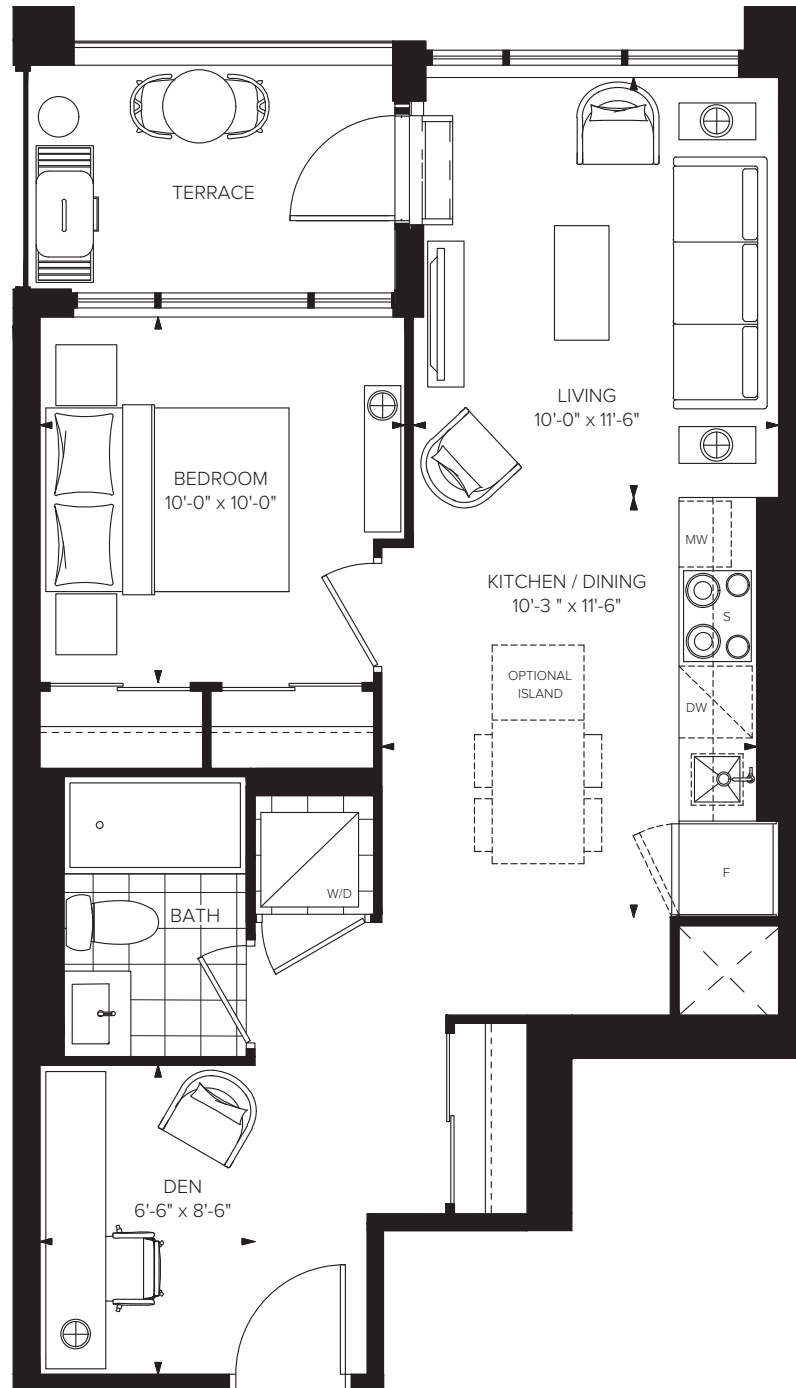 TERRACE
LIVING
10'-0" x 11'-6"
BEDROOM
10'-0" x 10'-0"
MW
KITCHEN / DINING
10'-3 " x 11'-6"
S
OPTIONAL
ISLAND
DW
F
W/D
BATH
DEN
6'-6" x 8'-6"